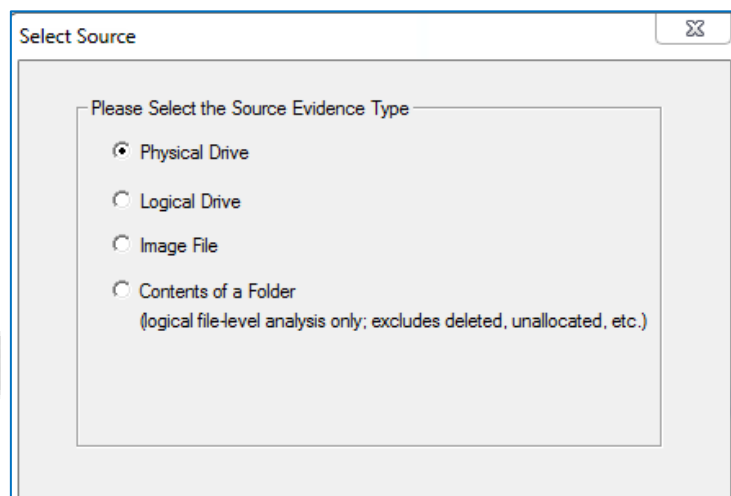 Select Source
Please Select the Source Evidence Type
Physical Drive
Logical Drive
Image File
Contents of a Folder
(logical file-level analysis only; excludes deleted, unallocated, etc.)